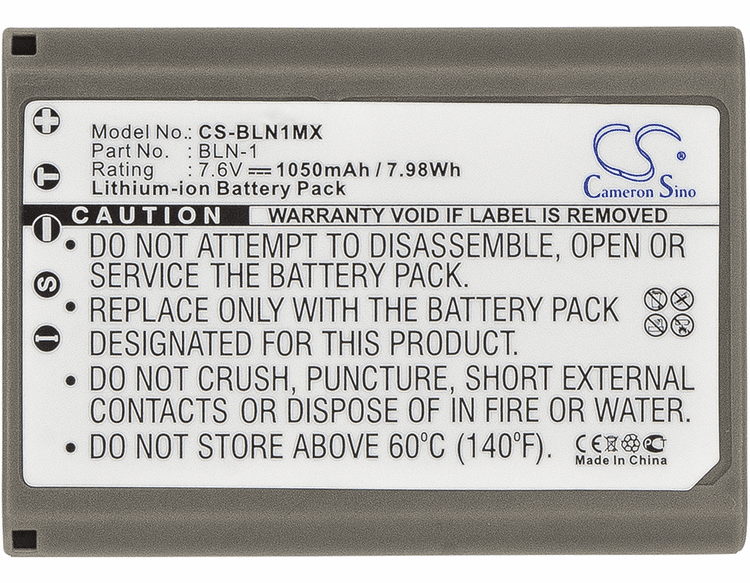 Model No.: CS-BLN1MX
Part No. : BLN-1
Rating : 7.6V 1050mAh / 7.98Wh
Lithium-ion Battery Pack
CS
Cameron Sino
CAUTION WARRANTY VOID IF LABEL IS REMOVED
+
T
S
I
• DO NOT ATTEMPT TO DISASSEMBLE, OPEN OR
SERVICE THE BATTERY PACK.
• REPLACE ONLY WITH THE BATTERY PACK
DESIGNATED FOR THIS PRODUCT.
• DO NOT CRUSH, PUNCTURE, SHORT EXTERNAL
CONTACTS OR DISPOSE OF IN FIRE OR WATER.
• DO NOT STORE ABOVE 60°C (140°F).
CE
Made In China